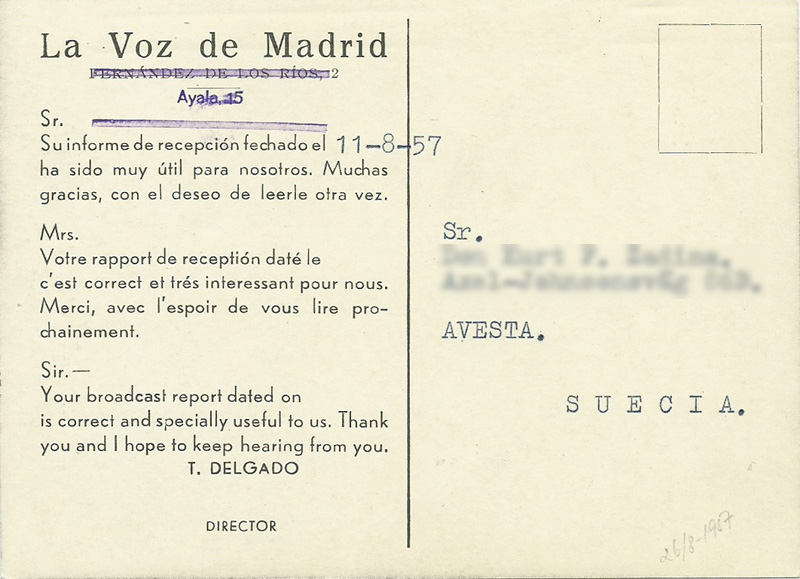 La Voz de Madrid
FERNÁNDEZ DE LOS RÍOS, 2
Ayala, 15
Sr.
Su informe de recepción fechado el 11-8-57
ha sido muy útil para nosotros. Muchas
gracias, con el deseo de leerle otra vez.
Mrs.
Votre rapport de reception daté le
c'est correct et trés interessant pour nous.
Merci, avec l'espoir de vous lire pro-
chainement.
Sir.—
Your broadcast report dated on
is correct and specially useful to us. Thank
you and I hope to keep hearing from you.
T. DELGADO
DIRECTOR
Sr.
AVESTA.
SUECIA.
26/8-1957